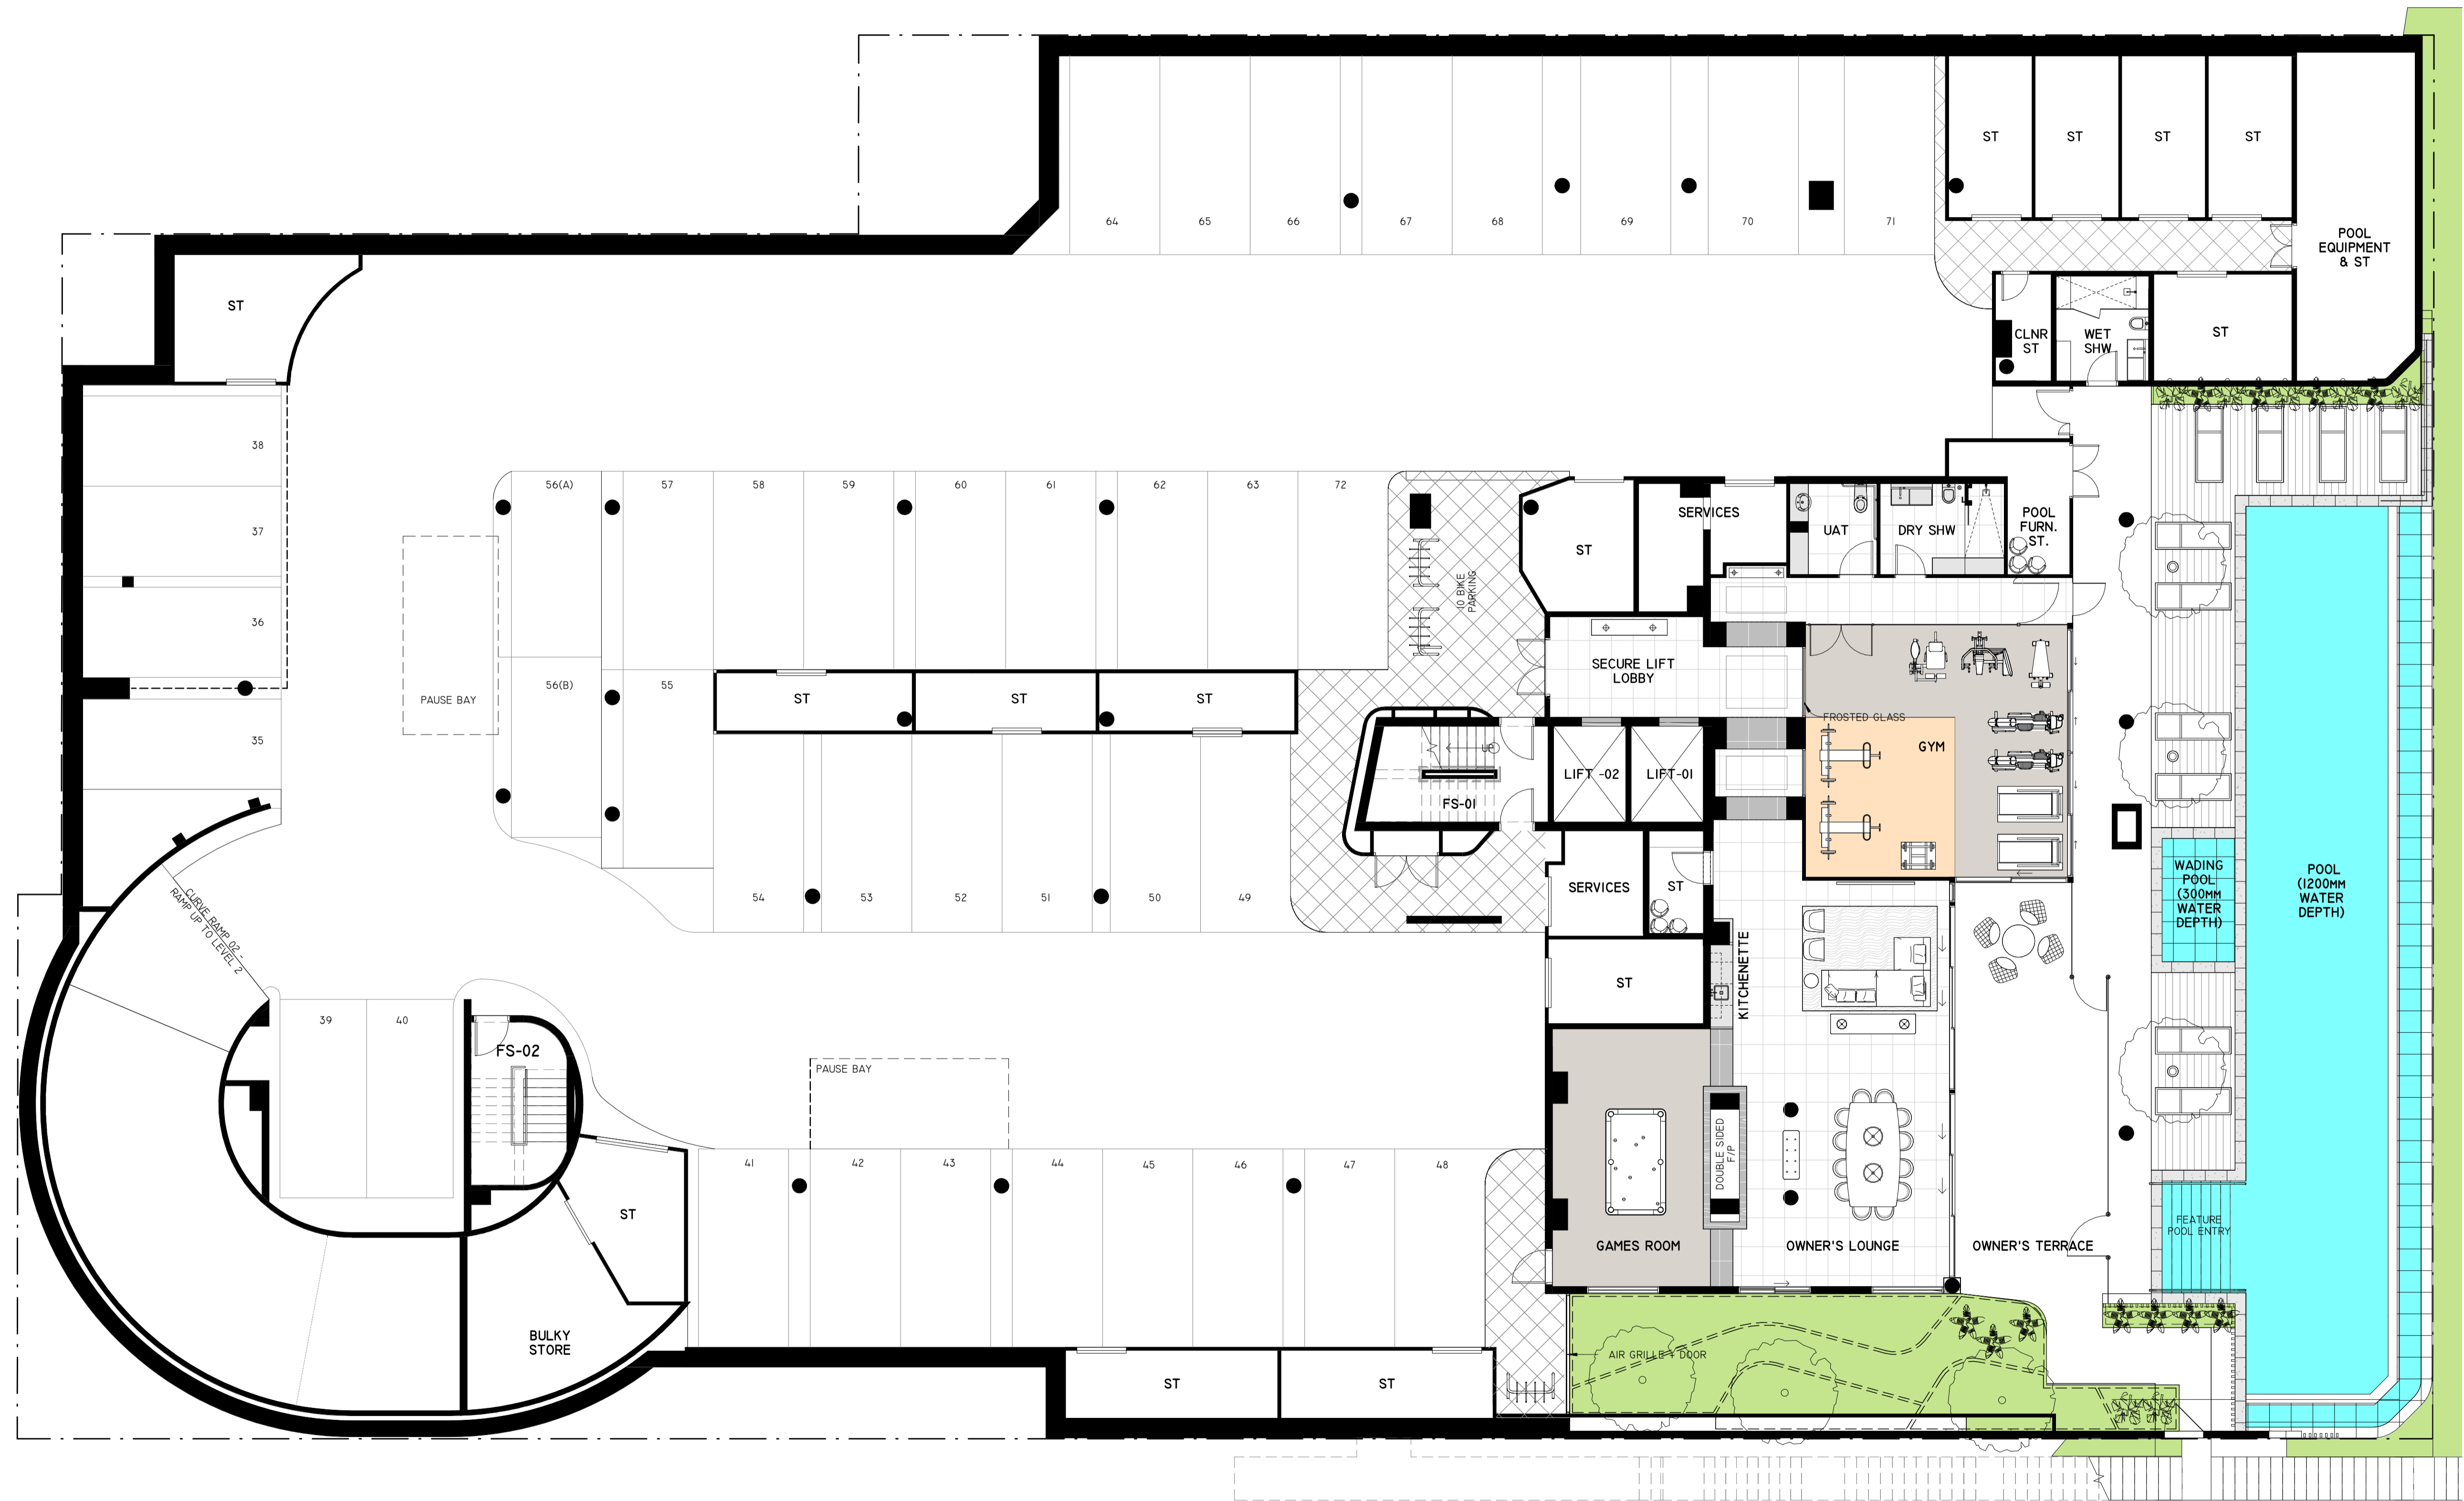 64
65
66
67
68
69
70
71
ST
ST
ST
ST
POOL
EQUIPMENT
& ST
ST
CLNR
ST
WET
SHW
ST
38
37
36
35
56(A)
57
58
59
60
61
62
63
72
PAUSE BAY
56(B)
55
ST
ST
ST
10 BIKE
PARKING
ST
SERVICES
UAT
DRY SHW
POOL
FURN.
ST.
SECURE LIFT
LOBBY
FROSTED GLASS
GYM
UP
FS-01
LIFT -02
LIFT-01
54
53
52
51
50
49
SERVICES
ST
ST
KITCHENETTE
WADING
POOL
(300MM
WATER
DEPTH)
POOL
(1200MM
WATER
DEPTH)
CURVE RAMP 02 -
RAMP UP TO LEVEL 2
39
40
FS-02
PAUSE BAY
41
42
43
44
45
46
47
48
ST
DOUBLE SIDED
F/P
GAMES ROOM
OWNER'S LOUNGE
OWNER'S TERRACE
FEATURE
POOL ENTRY
BULKY
STORE
ST
ST
AIR GRILLE + DOOR